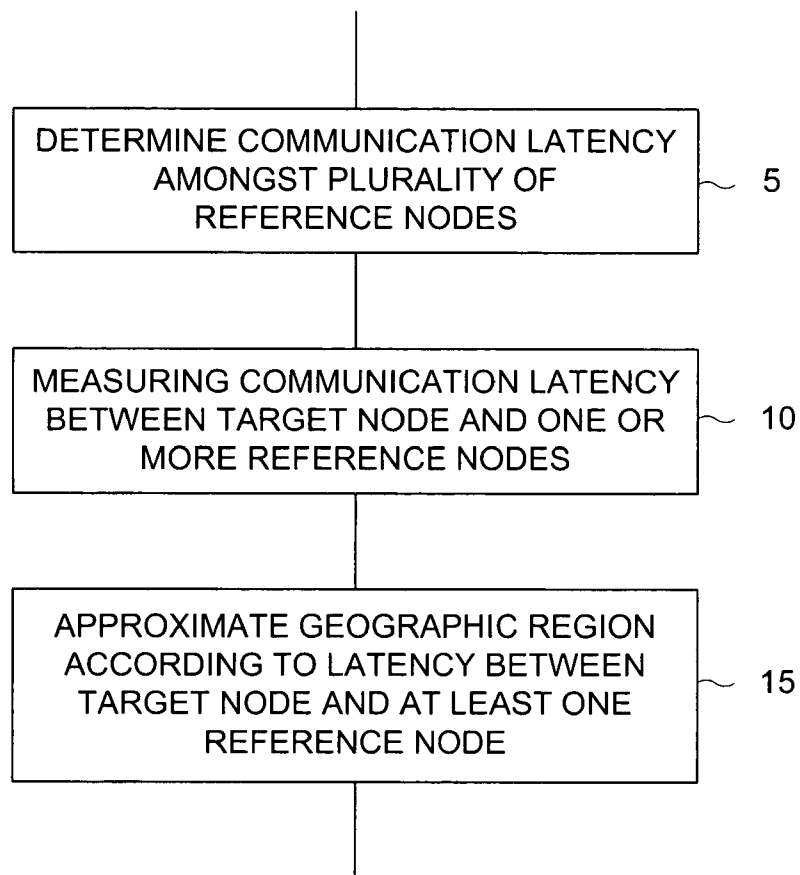 DETERMINE COMMUNICATION LATENCY
AMONGST PLURALITY OF
REFERENCE NODES
5
MEASURING COMMUNICATION LATENCY
BETWEEN TARGET NODE AND ONE OR
MORE REFERENCE NODES
10
APPROXIMATE GEOGRAPHIC REGION
ACCORDING TO LATENCY BETWEEN
TARGET NODE AND AT LEAST ONE
REFERENCE NODE
15